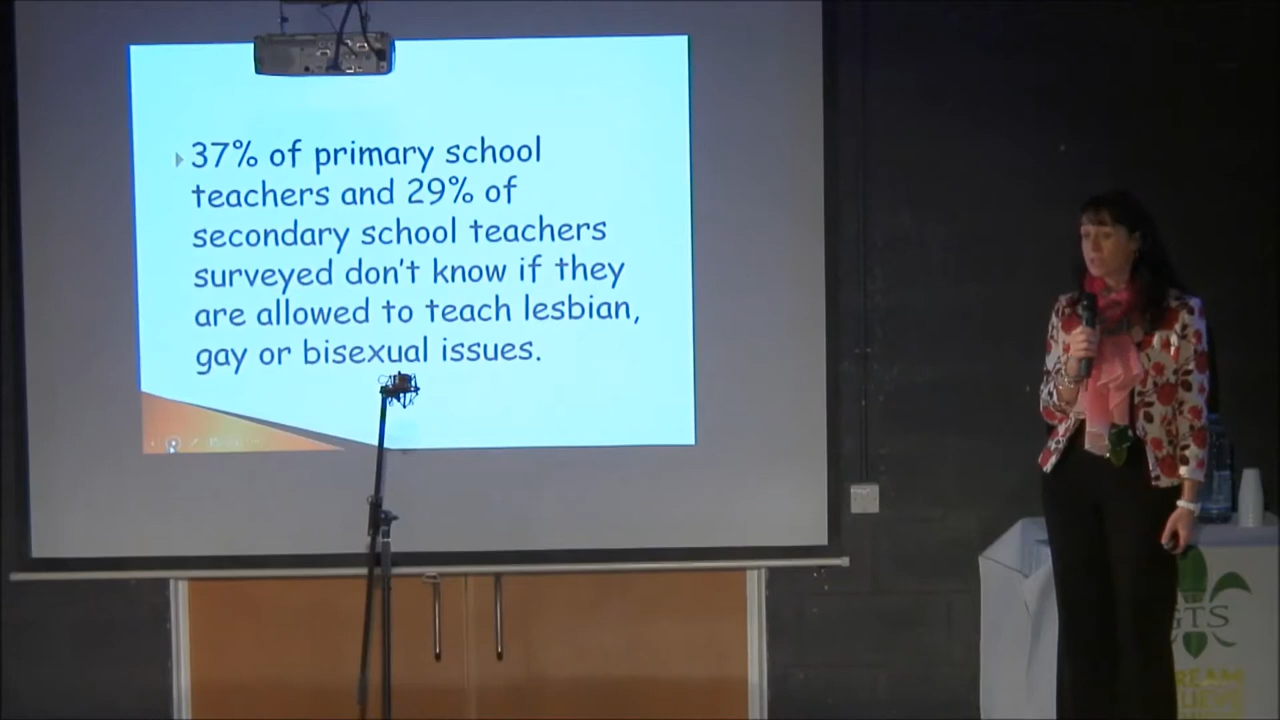 37% of primary school
teachers and 29% of
secondary school teachers
surveyed don't know if they
are allowed to teach lesbian,
gay or bisexual issues.
GTS